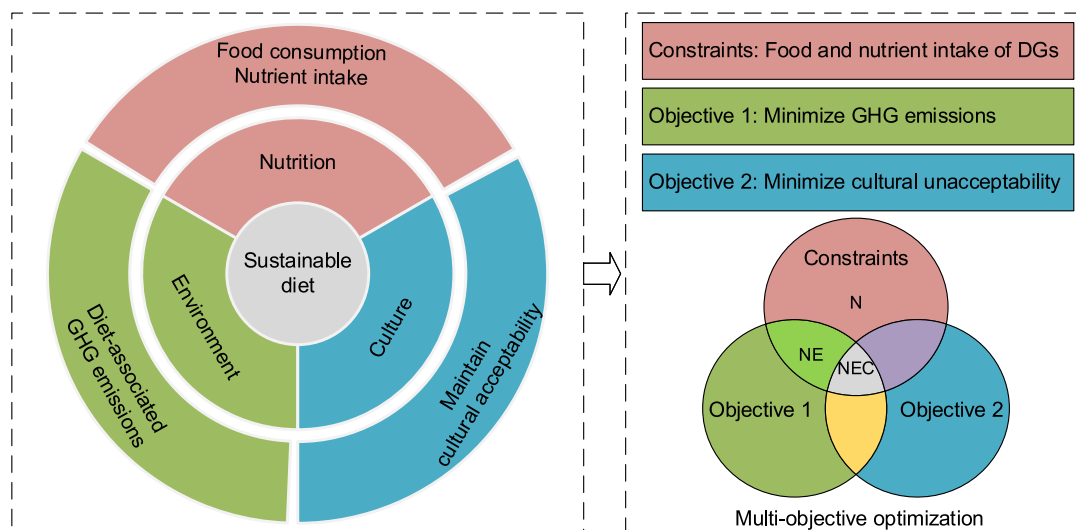 Food consumption
Nutrient intake
Nutrition
Sustainable
diet
Environment
Culture
Diet-associated
GHG emissions
Maintain
cultural acceptability
Constraints: Food and nutrient intake of DGs
Objective 1: Minimize GHG emissions
Objective 2: Minimize cultural unacceptability
Constraints
N
NE
NEC
Objective 1
Objective 2
Multi-objective optimization